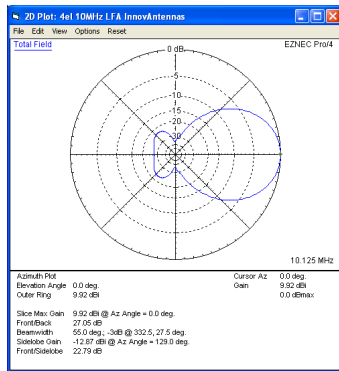 2D Plot: 4el 10MHz LFA InnovAntennas
File Edit View Options Reset
Total Field
EZNEC Pro/4
0 dB
-5
-10
-15
-20
-30
10.125 MHz
Azimuth Plot
Elevation Angle 0.0 deg.
Outer Ring 9.92 dBi
Cursor Az 0.0 deg.
Gain 9.92 dBi
0.0 dBmax
Slice Max Gain 9.92 dBi @ Az Angle = 0.0 deg.
Front/Back 27.05 dB
Beamwidth 55.0 deg.; -3dB @ 332.5, 27.5 deg.
Sidelobe Gain -12.87 dBi @ Az Angle = 129.0 deg.
Front/Sidelobe 22.79 dB